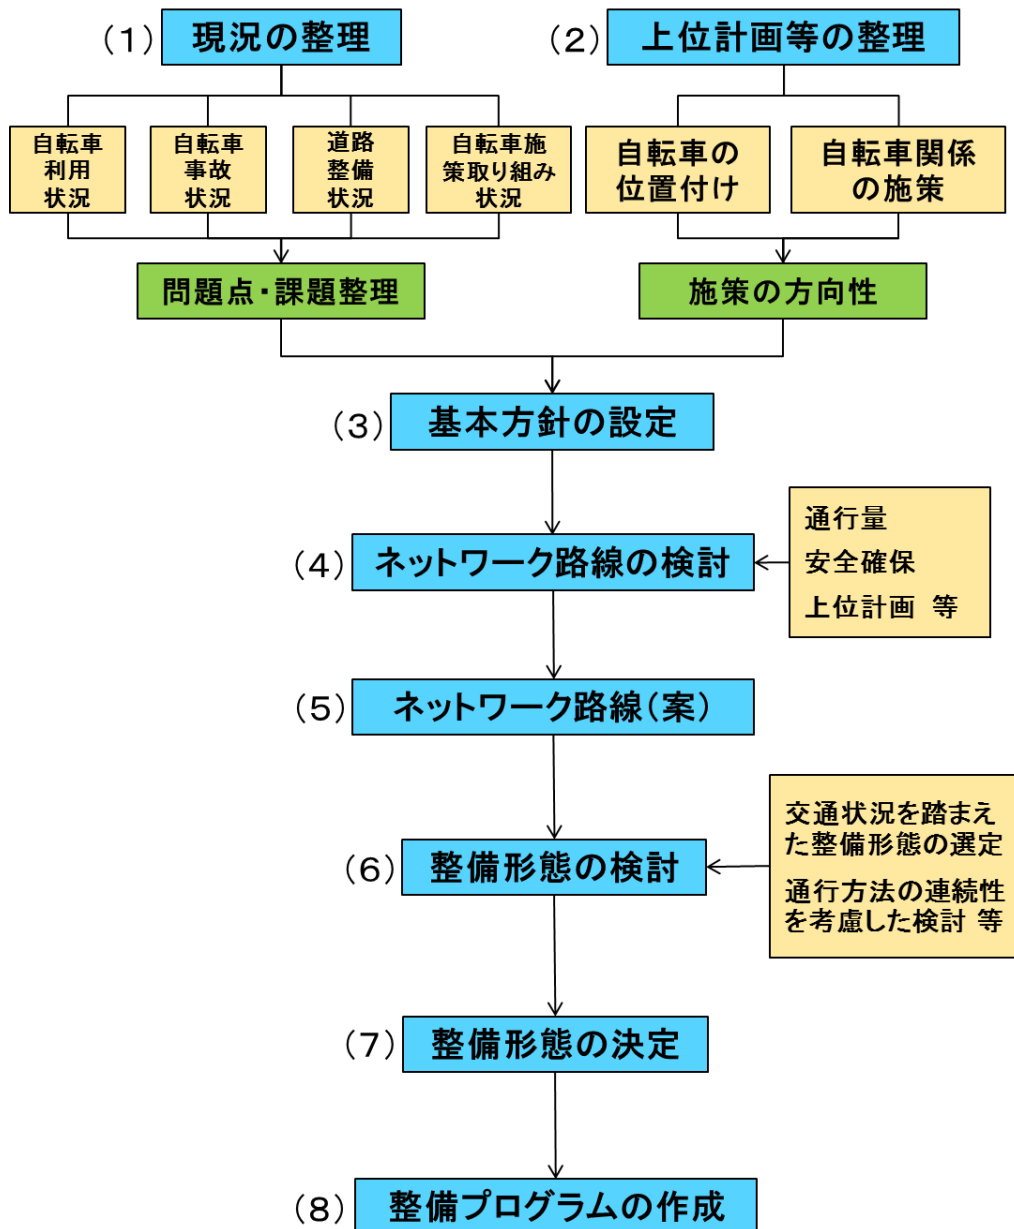 (1) 現況の整理
(2) 上位計画等の整理
自転車
利用
状況
自転車
事故
状況
道路
整備
状況
自転車施
策取り組み
状況
自転車の
位置付け
自転車関係
の施策
問題点・課題整理
施策の方向性
(3) 基本方針の設定
(4) ネットワーク路線の検討
通行量
安全確保
上位計画 等
(5) ネットワーク路線(案)
交通状況を踏まえ
た整備形態の選定
通行方法の連続性
を考慮した検討 等
(6) 整備形態の検討
(7) 整備形態の決定
(8) 整備プログラムの作成